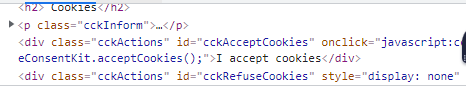 <h2> Cookies</h2>
▶ <p class="cckInform">…</p>
<div class="cckActions" id="cckAcceptCookies" onclick="javascript:c
eConsentKit.acceptCookies();">I accept cookies</div>
<div class="cckActions" id="cckRefuseCookies" style="display: none"